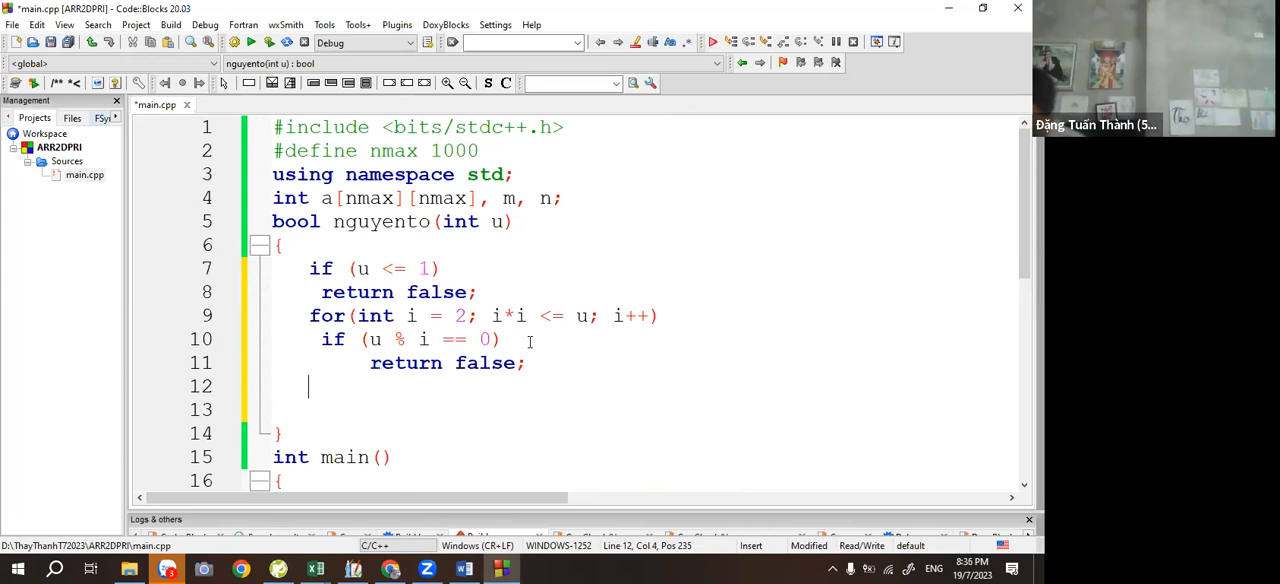 *main.cpp [ARR2DPRI] - Code::Blocks 20.03
File Edit View Search Project Build Debug Fortran wxSmith Tools Tools+ Plugins DoxyBlocks Settings Help
Debug
<global> nguyento(int u) : bool
/** *< S C
Management
*main.cpp
Projects Files FSy
Workspace
ARR2DPRI
Sources
main.cpp
1 #include <bits/stdc++.h>
2 #define nmax 1000
3 using namespace std;
4 int a[nmax][nmax], m, n;
5 bool nguyento(int u)
6 {
7 if (u <= 1)
8 return false;
9 for(int i = 2; i*i <= u; i++)
10 if (u % i == 0)
11 return false;
12
13
14 }
15 int main()
16 {
Logs & others
D:\ThayThanhT72023\ARR2DPRI\main.cpp C/C++ Windows (CR+LF) WINDOWS-1252 Line 12, Col 4, Pos 235 Insert Modified Read/Write default
ENG 8:36 PM 19/7/2023
Đặng Tuấn Thành (5...